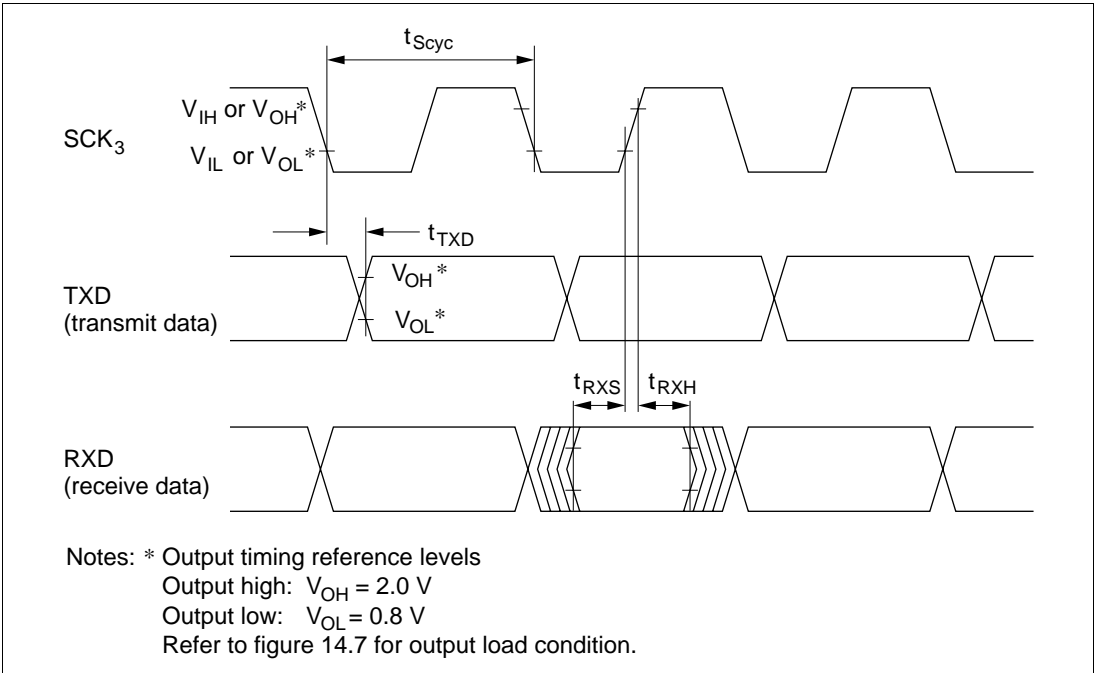 tScyc
SCK3
VIH or VOH*
VIL or VOL*
tTXD
TXD
(transmit data)
VOH*
VOL*
tRXS tRXH
RXD
(receive data)
Notes: * Output timing reference levels
Output high: VOH = 2.0 V
Output low: VOL = 0.8 V
Refer to figure 14.7 for output load condition.